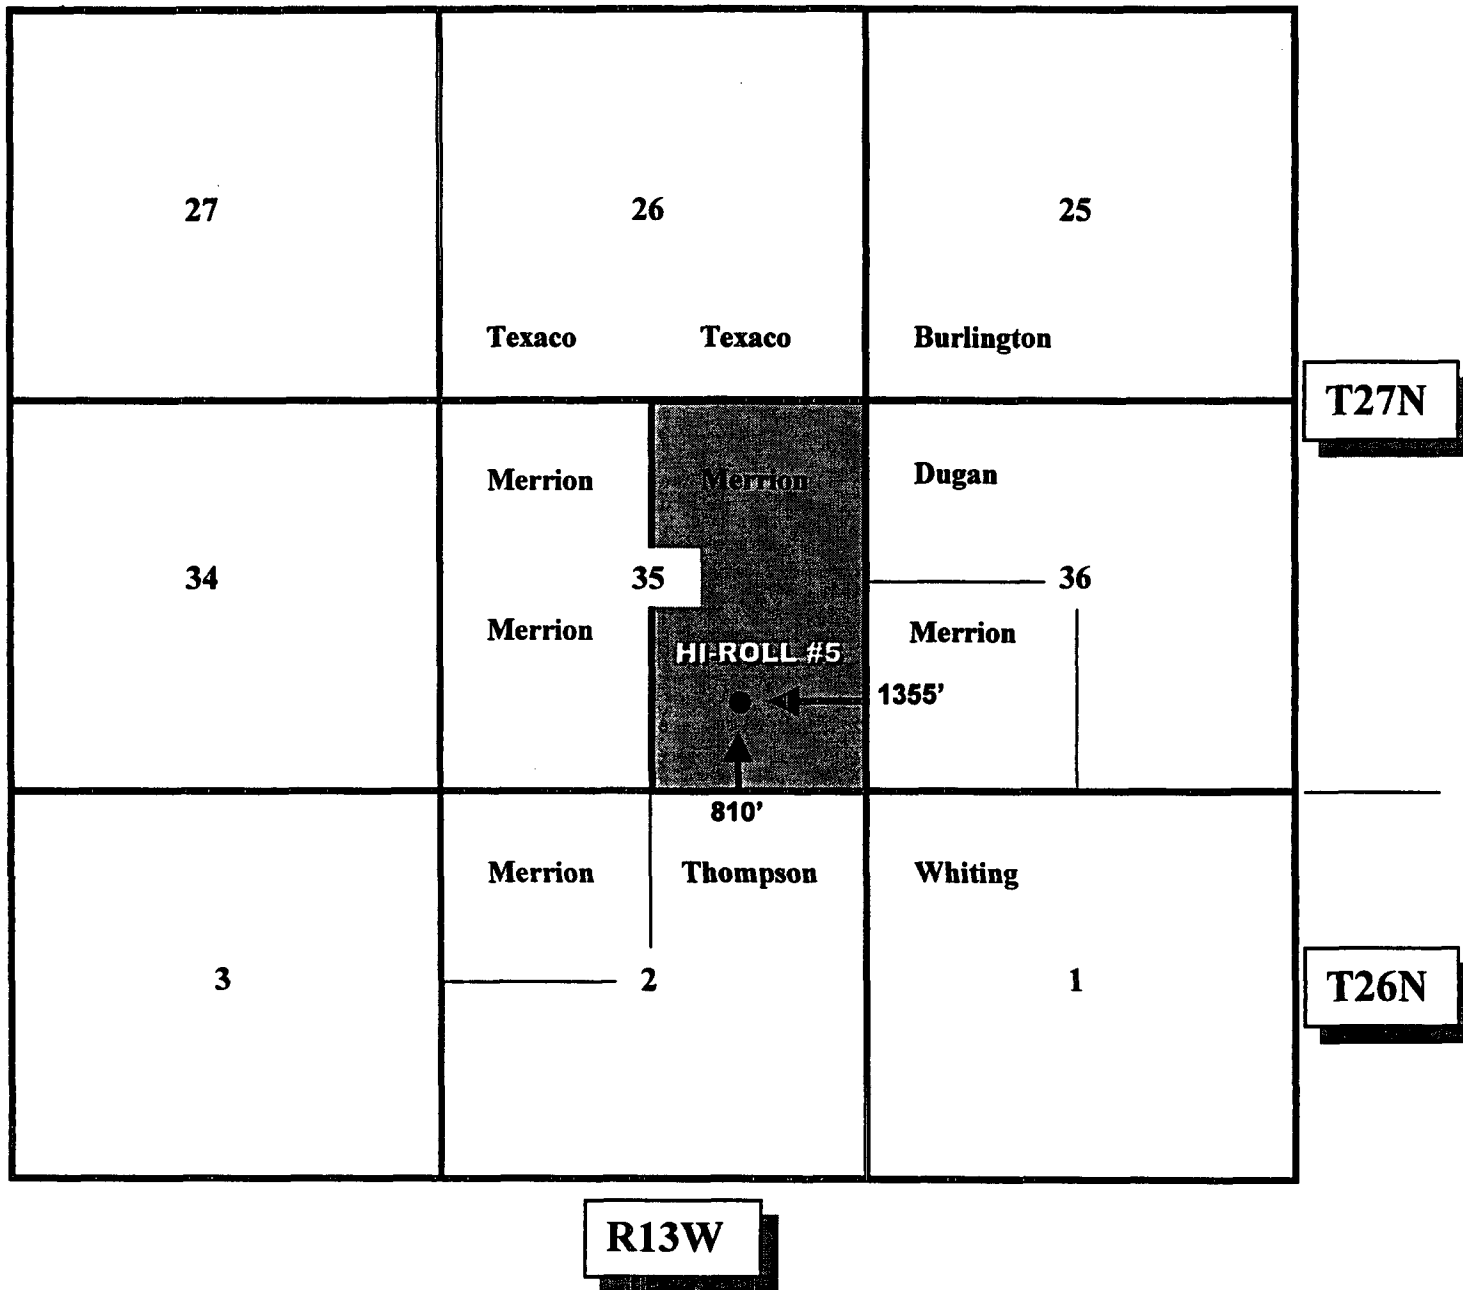 27
26
25
Texaco
Texaco
Burlington
T27N
Merrion
Merrion
Dugan
34
35
36
Merrion
Merrion
HI-ROLL #5
1355'
810'
Merrion
Thompson
Whiting
3
2
1
T26N
R13W